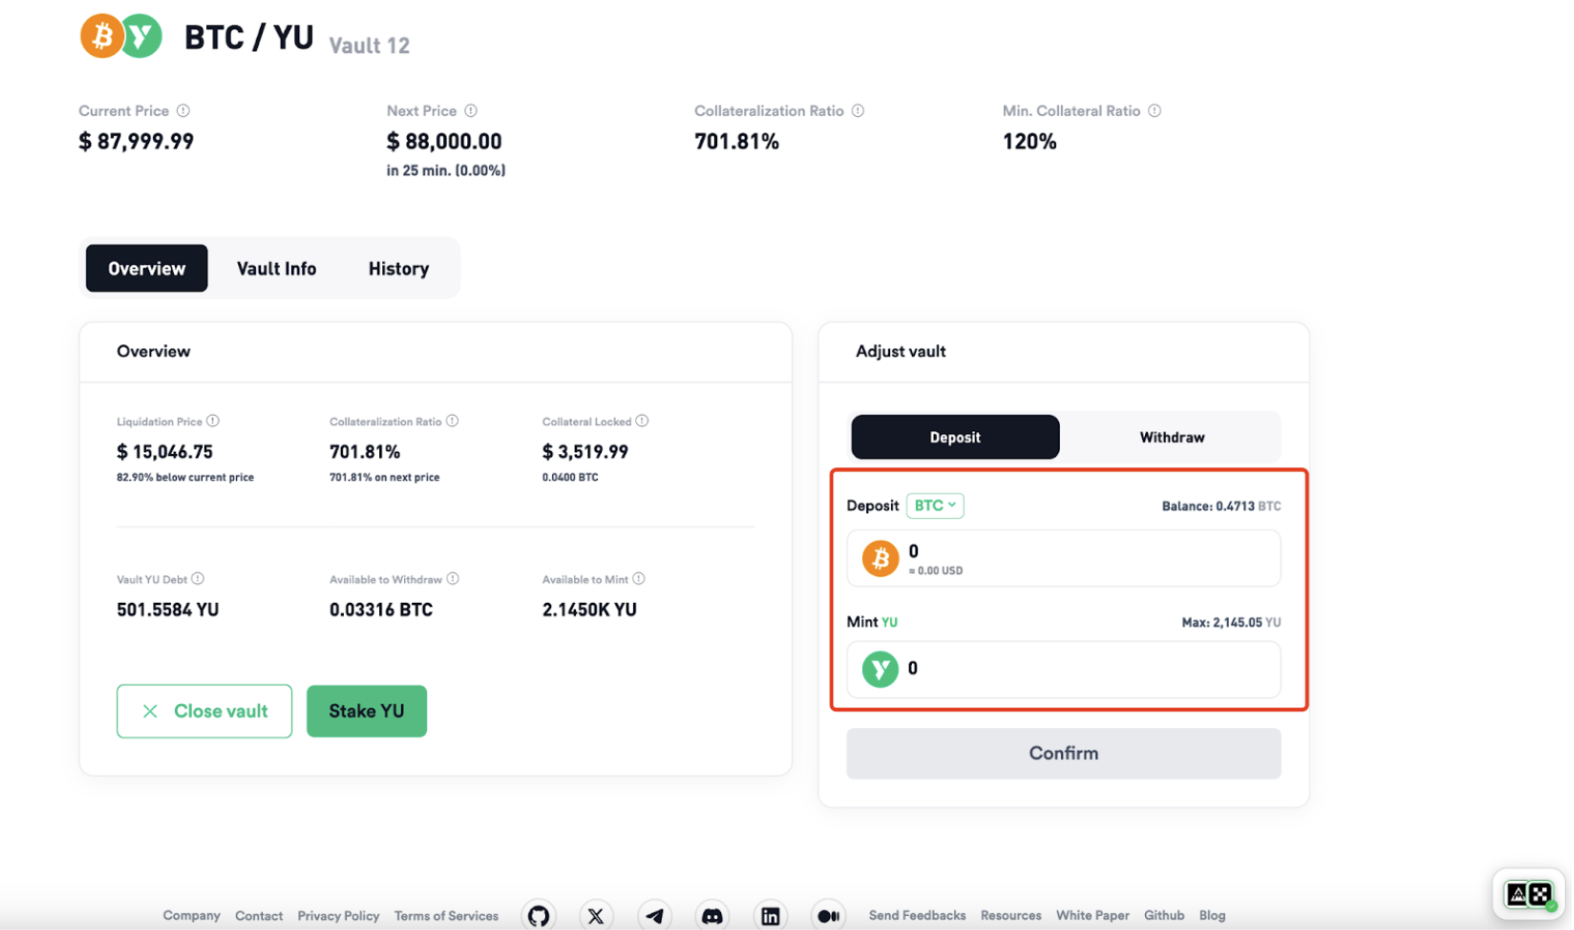 BTC / YU Vault 12
Current Price
$ 87,999.99
Next Price
$ 88,000.00
in 25 min. (0.00%)
Collateralization Ratio
701.81%
Min. Collateral Ratio
120%
Overview
Vault Info
History
Overview
Liquidation Price
$ 15,046.75
82.90% below current price
Collateralization Ratio
701.81%
701.81% on next price
Collateral Locked
$ 3,519.99
0.0400 BTC
Vault YU Debt
501.5584 YU
Available to Withdraw
0.03316 BTC
Available to Mint
2.1450K YU
Close vault
Stake YU
Adjust vault
Deposit
Withdraw
Deposit BTC
Balance: 0.4713 BTC
0
≈ 0.00 USD
Mint YU
Max: 2,145.05 YU
0
Confirm
Company Contact Privacy Policy Terms of Services Send Feedbacks Resources White Paper Github Blog